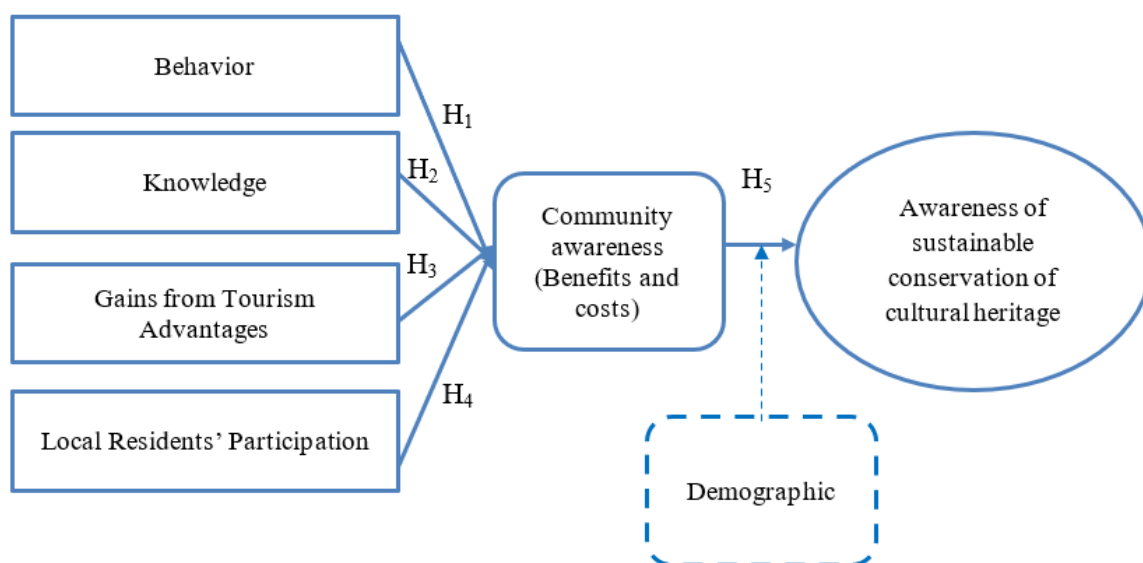 Behavior
H₁
Knowledge
H₂
Gains from Tourism
Advantages
H₃
Local Residents’ Participation
H₄
Community
awareness
(Benefits and
costs)
H₅
Awareness of
sustainable
conservation of
cultural heritage
Demographic